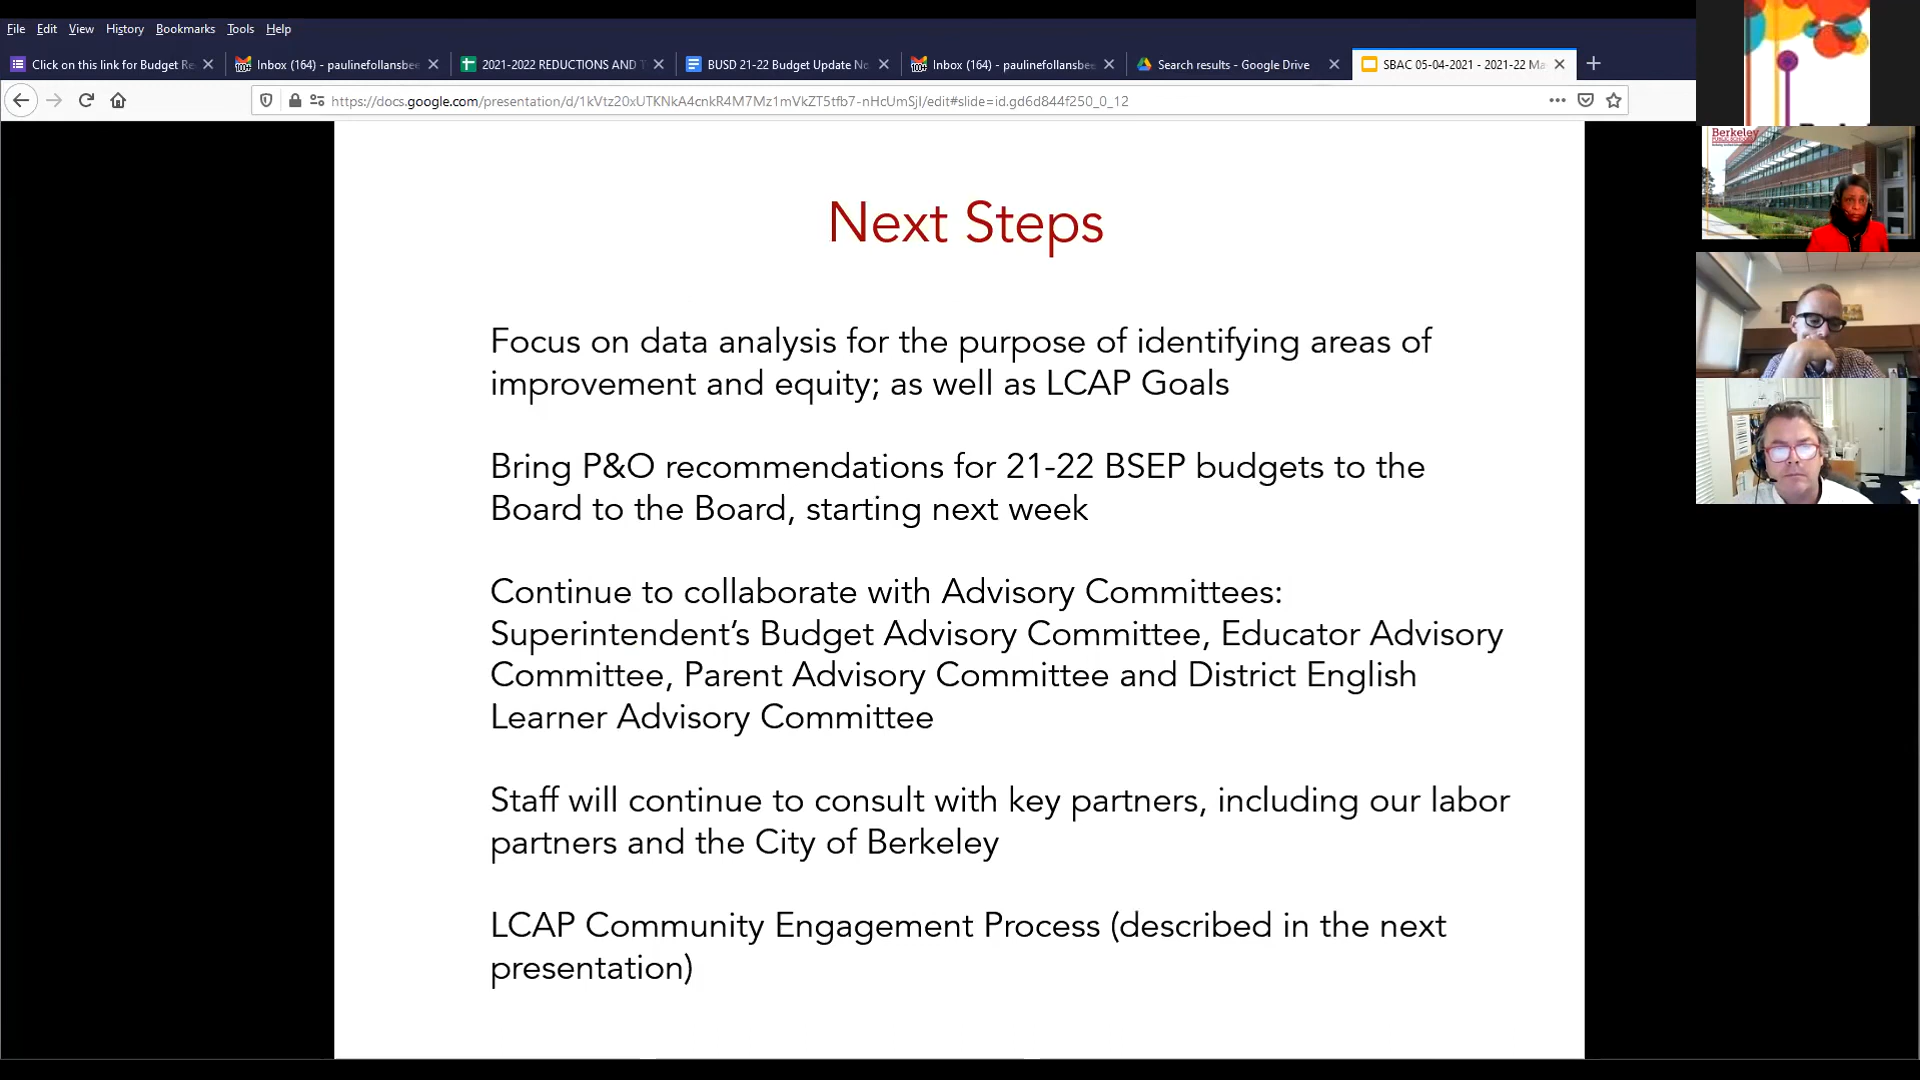 File Edit View History Bookmarks Tools Help
Click on this link for Budget Re
Inbox (164) - paulinefollansbee
2021-2022 REDUCTIONS AND T
BUSD 21-22 Budget Update No
Inbox (164) - paulinefollansbee
Search results - Google Drive
SBAC 05-04-2021 - 2021-22 Ma
https://docs.google.com/presentation/d/1kVtz20xUTKNkA4cnkR4M7Mz1mVkZT5tfb7-nHcUmSjI/edit#slide=id.gd6d844f250_0_12
Berkeley
PUBLIC SCHOOLS
Next Steps
Focus on data analysis for the purpose of identifying areas of
improvement and equity; as well as LCAP Goals
Bring P&O recommendations for 21-22 BSEP budgets to the
Board to the Board, starting next week
Continue to collaborate with Advisory Committees:
Superintendent’s Budget Advisory Committee, Educator Advisory
Committee, Parent Advisory Committee and District English
Learner Advisory Committee
Staff will continue to consult with key partners, including our labor
partners and the City of Berkeley
LCAP Community Engagement Process (described in the next
presentation)